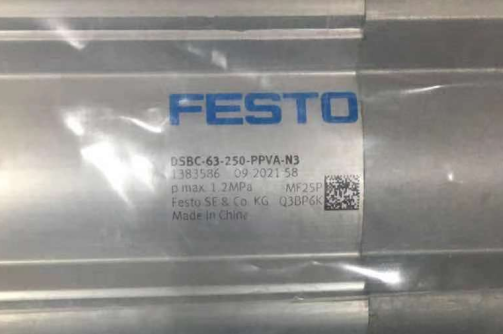 FESTO
DSBC-63-250-PPVA-N3
1383586 09 2021 58
p max. 1.2MPa MF2SP
Festo SE & Co. KG Q3BP6K
Made in China